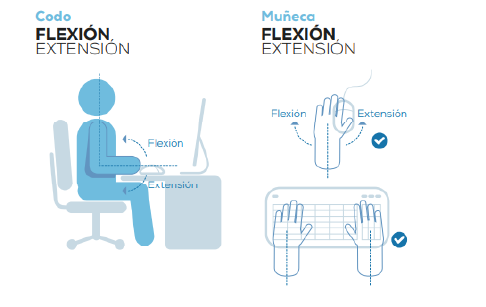 Codo
FLEXIÓN
EXTENSIÓN
Flexión
Extensión
Muñeca
FLEXIÓN
EXTENSIÓN
Flexión
Extensión